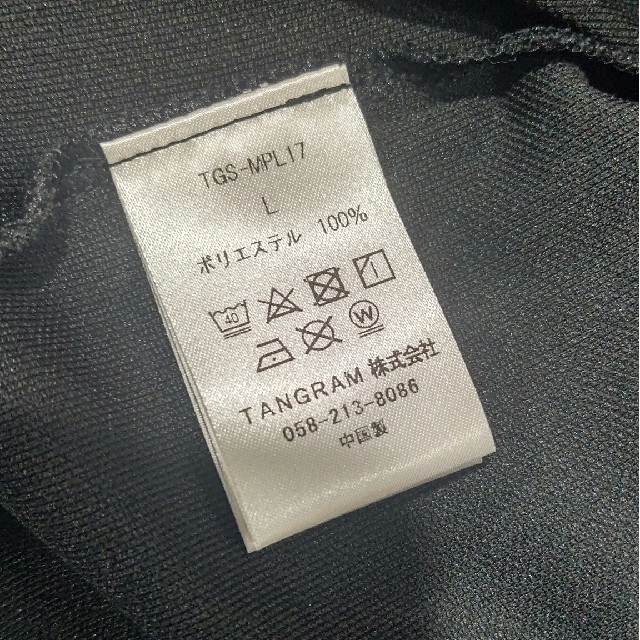 TGS-MPL17
L
ポリエステル 100%
40
W
TANGRAM 株式会社
058-213-8086
中国製